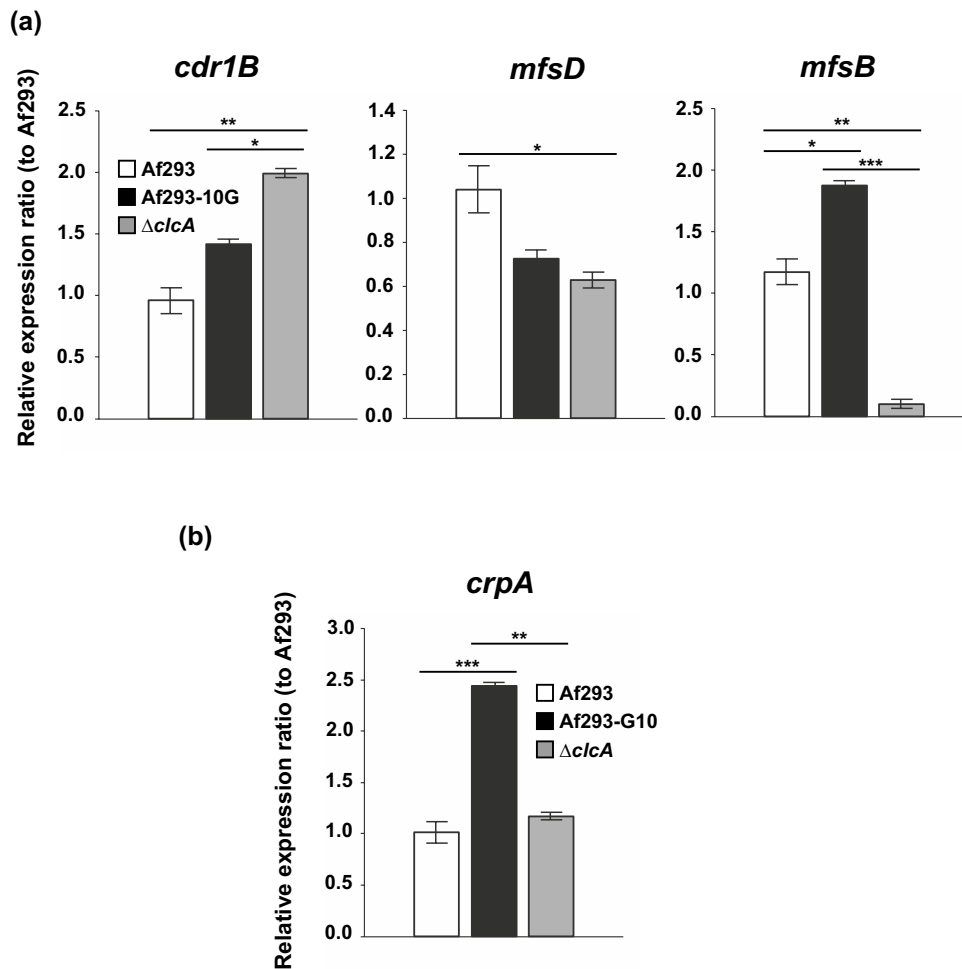 (a)
cdr1B
mfsD
mfsB
Relative expression ratio (to Af293)
2.5
2.0
1.5
1.0
0.5
0.0
**
*
Af293
Af293-10G
ΔclcA
1.4
1.2
1.0
0.8
0.6
0.4
0.2
0.0
*
2.5
2.0
1.5
1.0
0.5
0.0
**
*
***
(b)
crpA
Relative expression ratio (to Af293)
3.0
2.5
2.0
1.5
1.0
0.5
0.0
**
***
Af293
Af293-G10
ΔclcA